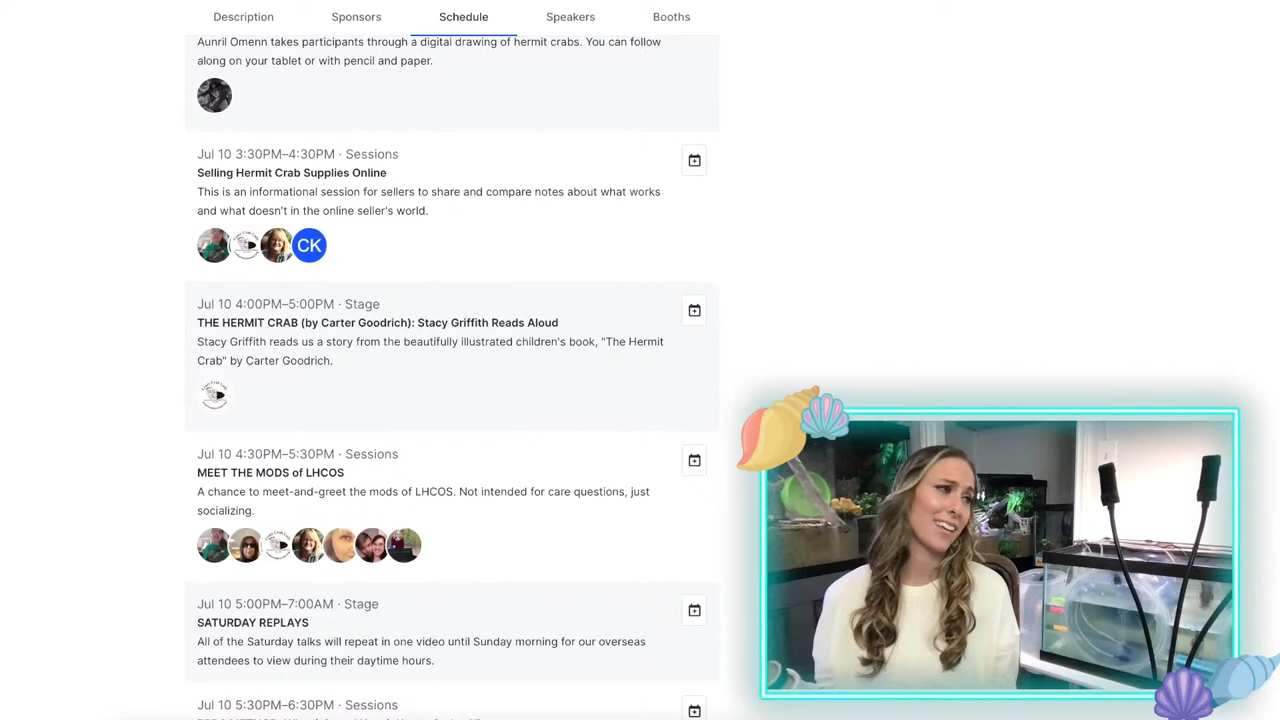 Description
Sponsors
Schedule
Speakers
Booths
Aunril Omenn takes participants through a digital drawing of hermit crabs. You can follow
along on your tablet or with pencil and paper.
Jul 10 3:30PM–4:30PM · Sessions
Selling Hermit Crab Supplies Online
This is an informational session for sellers to share and compare notes about what works
and what doesn't in the online seller's world.
CK
Jul 10 4:00PM–5:00PM · Stage
THE HERMIT CRAB (by Carter Goodrich): Stacy Griffith Reads Aloud
Stacy Griffith reads us a story from the beautifully illustrated children's book, "The Hermit
Crab" by Carter Goodrich.
Jul 10 4:30PM–5:30PM · Sessions
MEET THE MODS of LHCOS
A chance to meet-and-greet the mods of LHCOS. Not intended for care questions, just
socializing.
Jul 10 5:00PM–7:00AM · Stage
SATURDAY REPLAYS
All of the Saturday talks will repeat in one video until Sunday morning for our overseas
attendees to view during their daytime hours.
Jul 10 5:30PM–6:30PM · Sessions